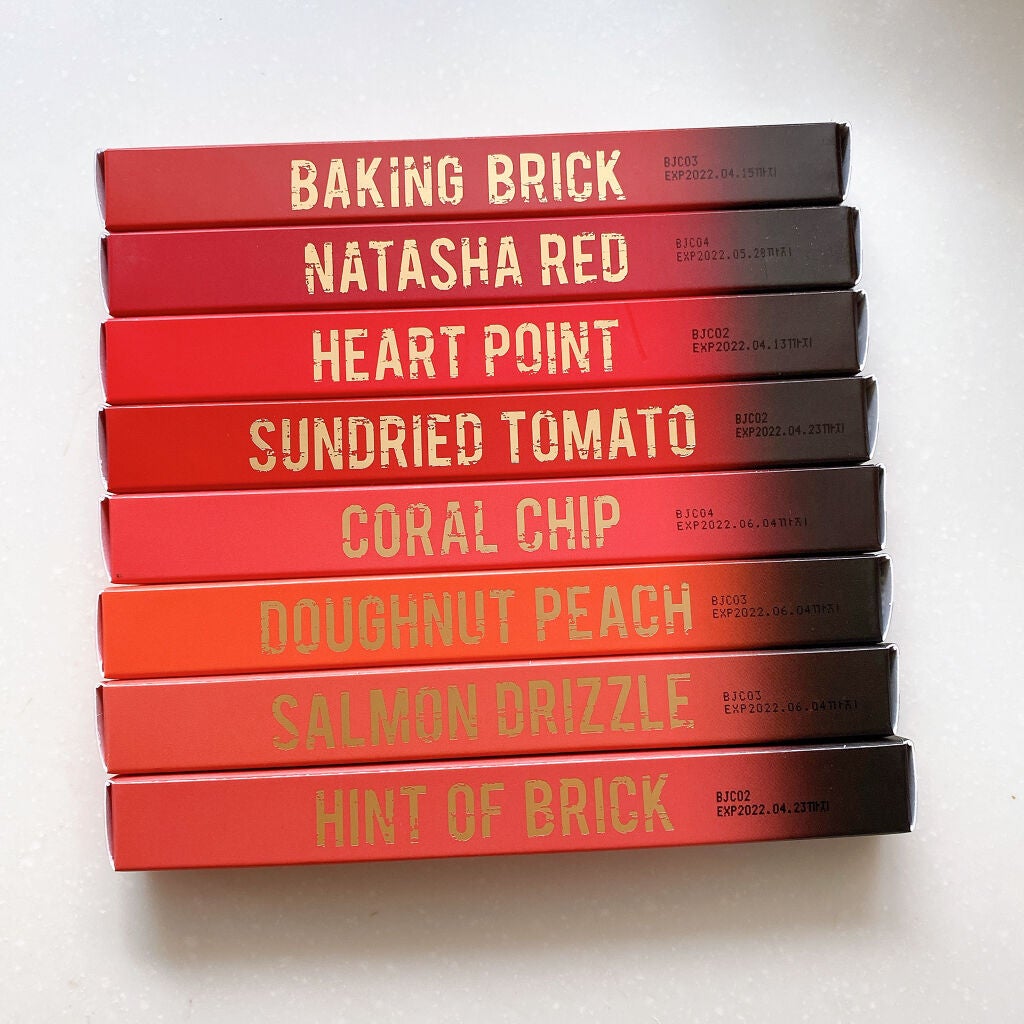 BAKING BRICK
BJC03
EXP2022.04.15까지
NATASHA RED
BJC04
EXP2022.05.28까지
HEART POINT
BJC02
EXP2022.04.13까지
SUNDRIED TOMATO
BJC02
EXP2022.04.23까지
CORAL CHIP
BJC04
EXP2022.06.04까지
DOUGHNUT PEACH
BJC03
EXP2022.06.04까지
SALMON DRIZZLE
BJC03
EXP2022.06.04까지
HINT OF BRICK
BJC02
EXP2022.04.23까지